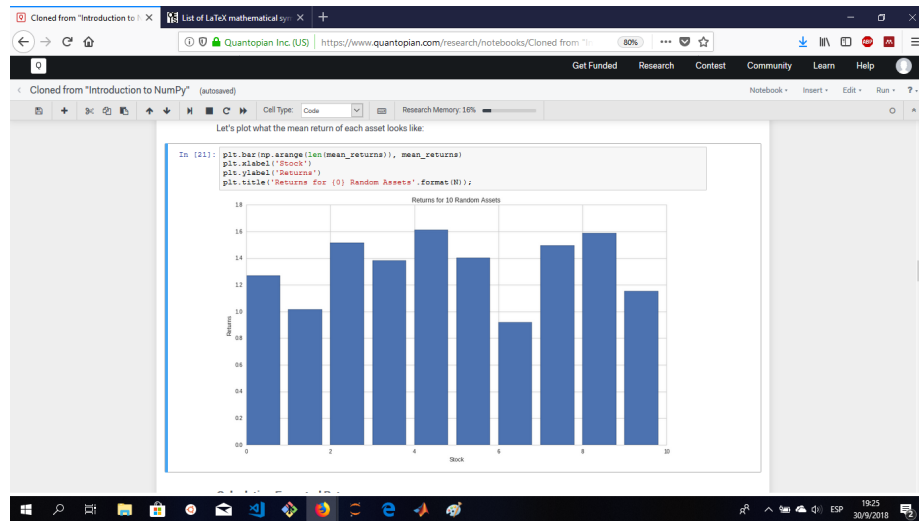 Cloned from "Introduction to N
List of LaTeX mathematical sym
Quantopian Inc. (US) https://www.quantopian.com/research/notebooks/Cloned from "In 80%
Q
Get Funded Research Contest Community Learn Help
Cloned from "Introduction to NumPy" (autosaved)
Notebook Insert Edit Run ?
Cell Type: Code Research Memory: 16%
Let's plot what the mean return of each asset looks like:
In [21]: plt.bar(np.arange(len(mean_returns)), mean_returns)
plt.xlabel('Stock')
plt.ylabel('Returns')
plt.title('Returns for {0} Random Assets'.format(N));
Returns for 10 Random Assets
1.8
1.6
1.4
1.2
1.0
0.8
0.6
0.4
0.2
0.0
Returns
0 2 4 6 8 10
Stock
ESP
19:25
30/9/2018